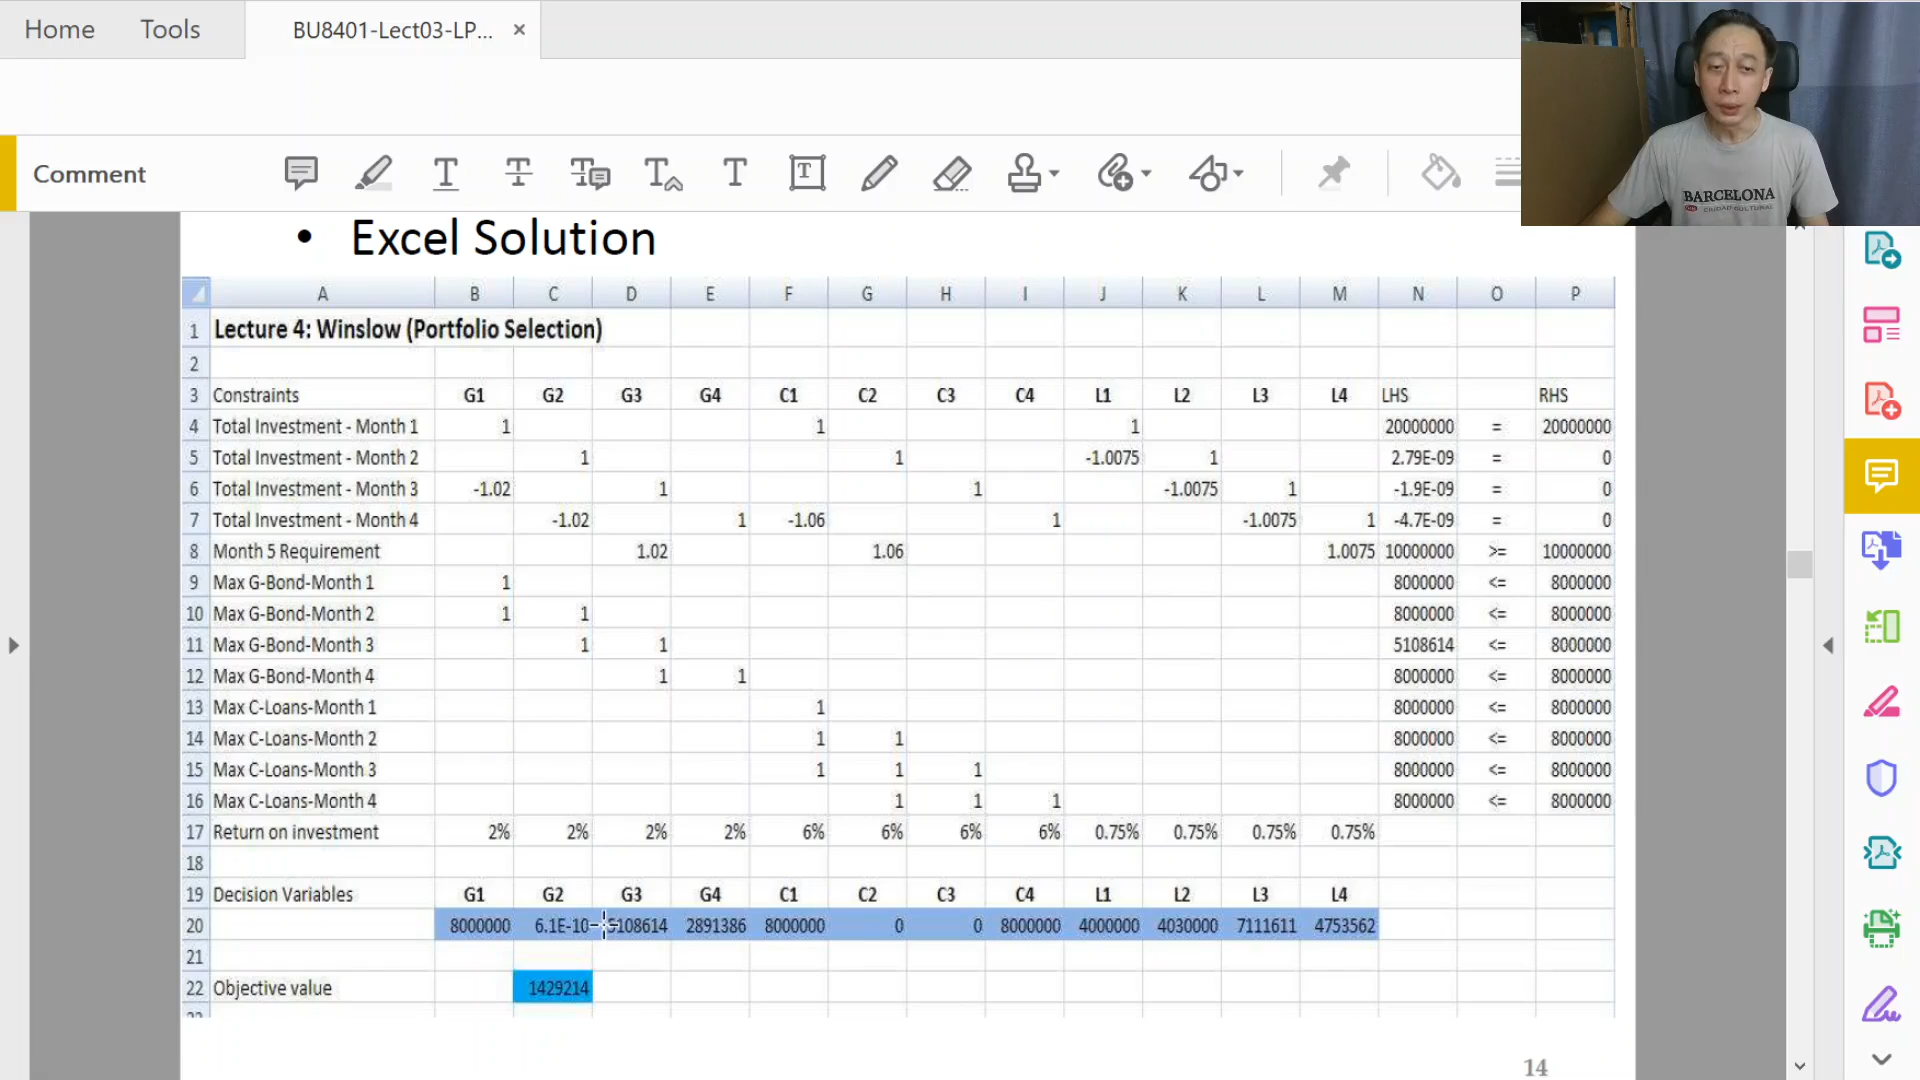 Home Tools BU8401-Lect03-LP... ×
Comment
BARCELONA
CIUDAD CONDAL
• Excel Solution
A B C D E F G H I J K L M N O P
1 Lecture 4: Winslow (Portfolio Selection)
2
3 Constraints G1 G2 G3 G4 C1 C2 C3 C4 L1 L2 L3 L4 LHS RHS
4 Total Investment - Month 1 1 1 1 20000000 = 20000000
5 Total Investment - Month 2 1 1 -1.0075 1 2.79E-09 = 0
6 Total Investment - Month 3 -1.02 1 1 -1.0075 1 -1.9E-09 = 0
7 Total Investment - Month 4 -1.02 1 -1.06 1 -1.0075 1 -4.7E-09 = 0
8 Month 5 Requirement 1.02 1.06 1.0075 10000000 >= 10000000
9 Max G-Bond-Month 1 1 8000000 <= 8000000
10 Max G-Bond-Month 2 1 1 8000000 <= 8000000
11 Max G-Bond-Month 3 1 1 5108614 <= 8000000
12 Max G-Bond-Month 4 1 1 8000000 <= 8000000
13 Max C-Loans-Month 1 1 8000000 <= 8000000
14 Max C-Loans-Month 2 1 1 8000000 <= 8000000
15 Max C-Loans-Month 3 1 1 1 8000000 <= 8000000
16 Max C-Loans-Month 4 1 1 1 8000000 <= 8000000
17 Return on investment 2% 2% 2% 2% 6% 6% 6% 6% 0.75% 0.75% 0.75% 0.75%
18
19 Decision Variables G1 G2 G3 G4 C1 C2 C3 C4 L1 L2 L3 L4
20 8000000 6.1E-10 5108614 2891386 8000000 0 0 8000000 4000000 4030000 7111611 4753562
21
22 Objective value 1429214
14